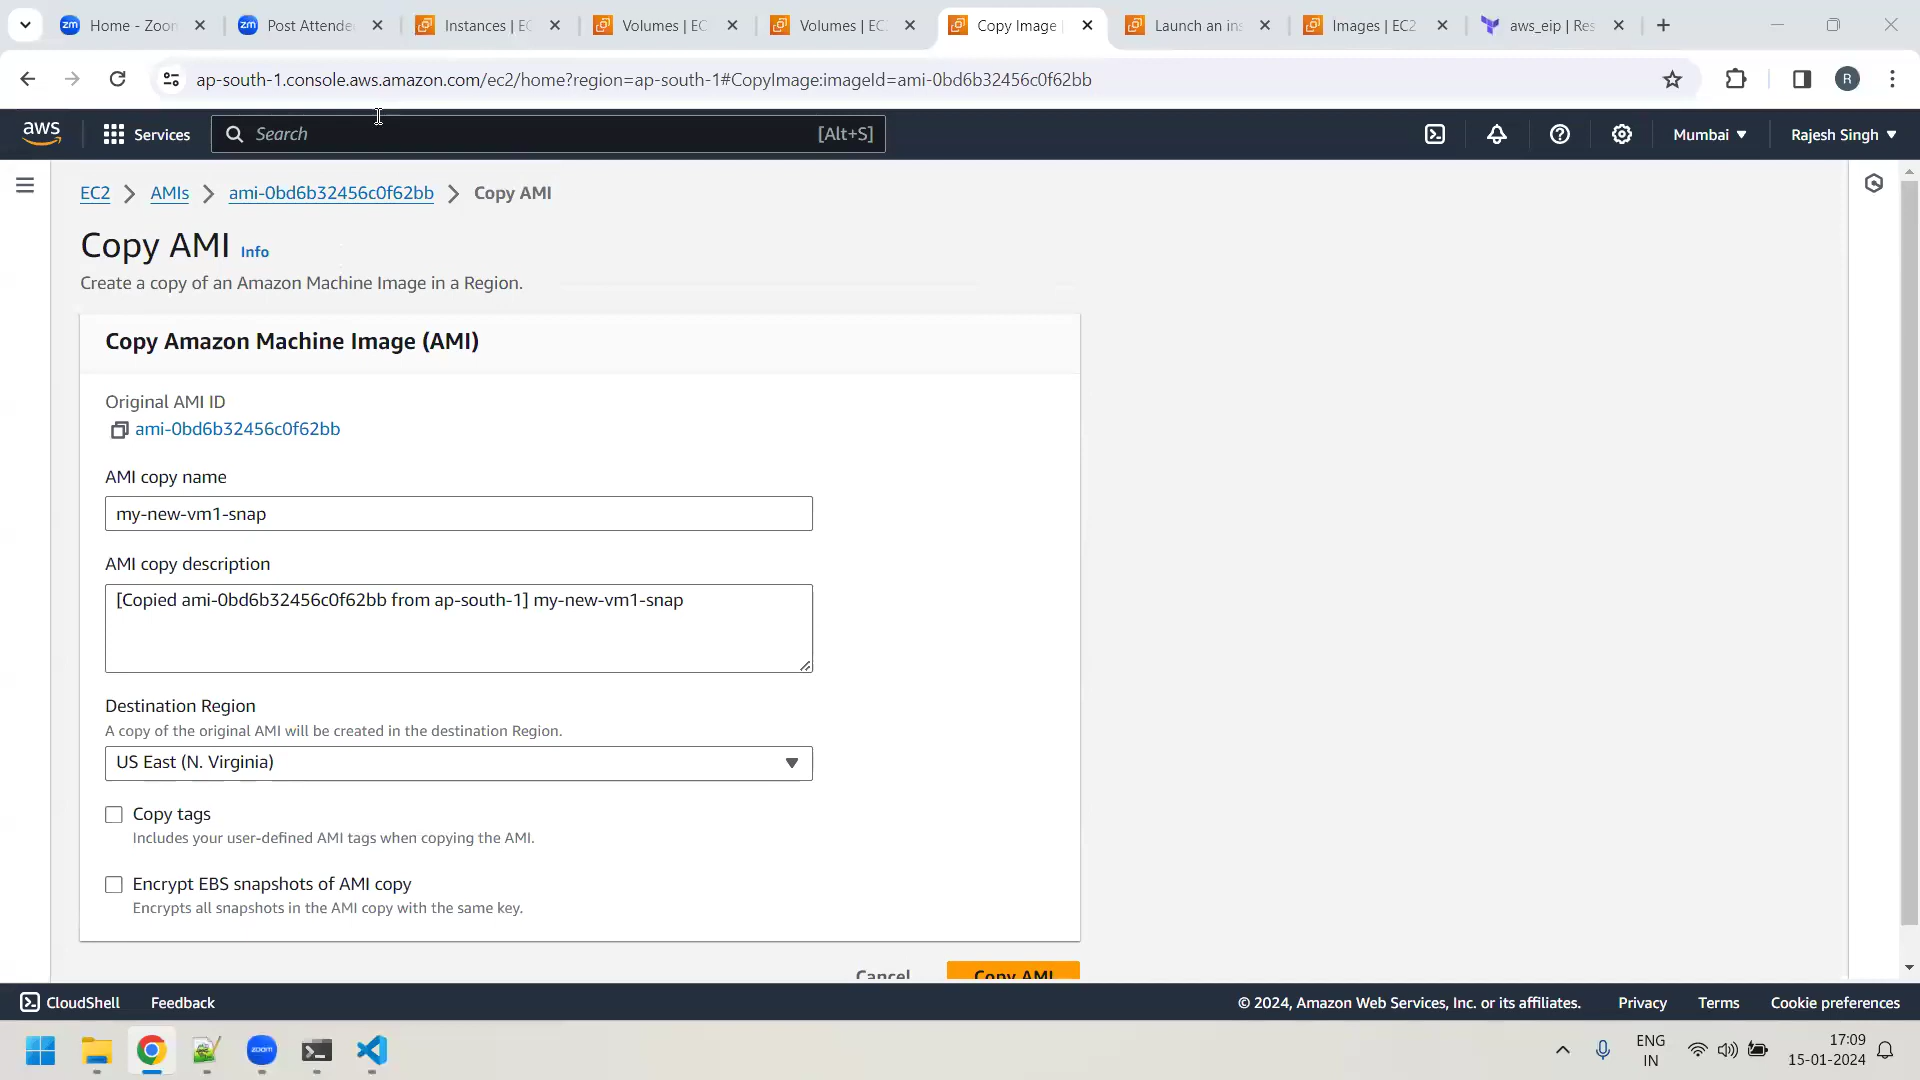 Home - Zoom
Post Attende
Instances | EC
Volumes | EC
Volumes | EC
Copy Image |
Launch an ins
Images | EC2
aws_eip | Res
ap-south-1.console.aws.amazon.com/ec2/home?region=ap-south-1#CopyImage:imageId=ami-0bd6b32456c0f62bb
R
aws
Services
Search
[Alt+S]
Mumbai
Rajesh Singh
EC2
AMIs
ami-0bd6b32456c0f62bb
Copy AMI
Copy AMI Info
Create a copy of an Amazon Machine Image in a Region.
Copy Amazon Machine Image (AMI)
Original AMI ID
ami-0bd6b32456c0f62bb
AMI copy name
my-new-vm1-snap
AMI copy description
[Copied ami-0bd6b32456c0f62bb from ap-south-1] my-new-vm1-snap
Destination Region
A copy of the original AMI will be created in the destination Region.
US East (N. Virginia)
Copy tags
Includes your user-defined AMI tags when copying the AMI.
Encrypt EBS snapshots of AMI copy
Encrypts all snapshots in the AMI copy with the same key.
Cancel
Copy AMI
CloudShell
Feedback
© 2024, Amazon Web Services, Inc. or its affiliates.
Privacy
Terms
Cookie preferences
zoom
ENG
IN
17:09
15-01-2024